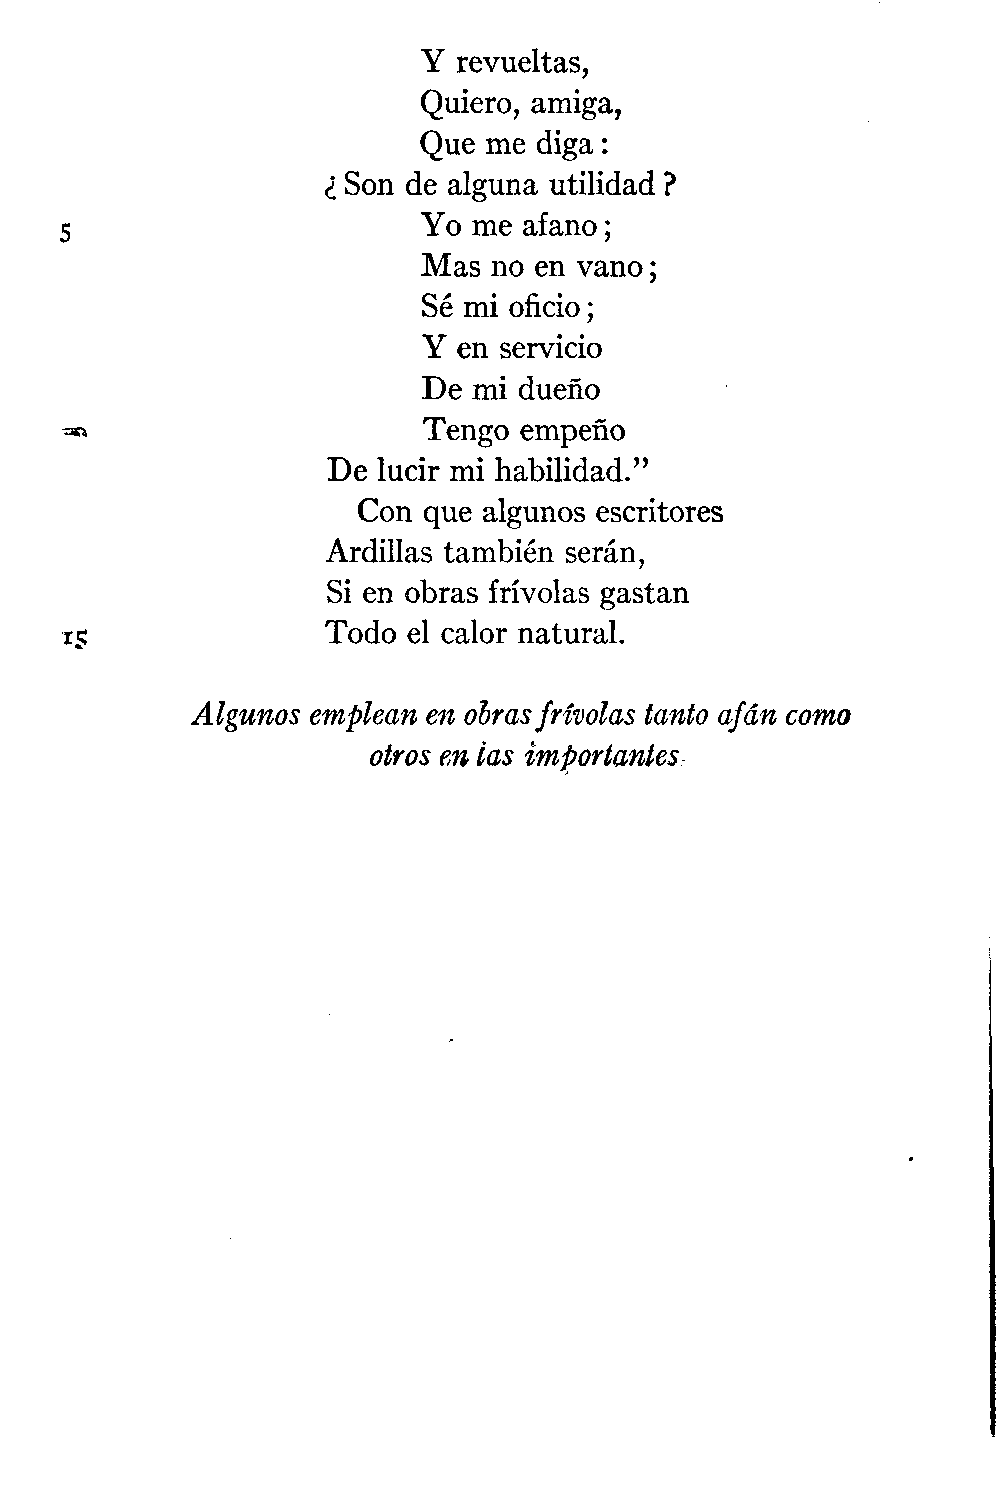 Y revueltas,
Quiero, amiga,
Que me diga :
¿ Son de alguna utilidad ?
5 Yo me afano ;
Mas no en vano ;
Sé mi oficio ;
Y en servicio
De mi dueño
Tengo empeño
De lucir mi habilidad.”
Con que algunos escritores
Ardillas también serán,
Si en obras frívolas gastan
15 Todo el calor natural.
Algunos emplean en obras frívolas tanto afán como
otros en las importantes.